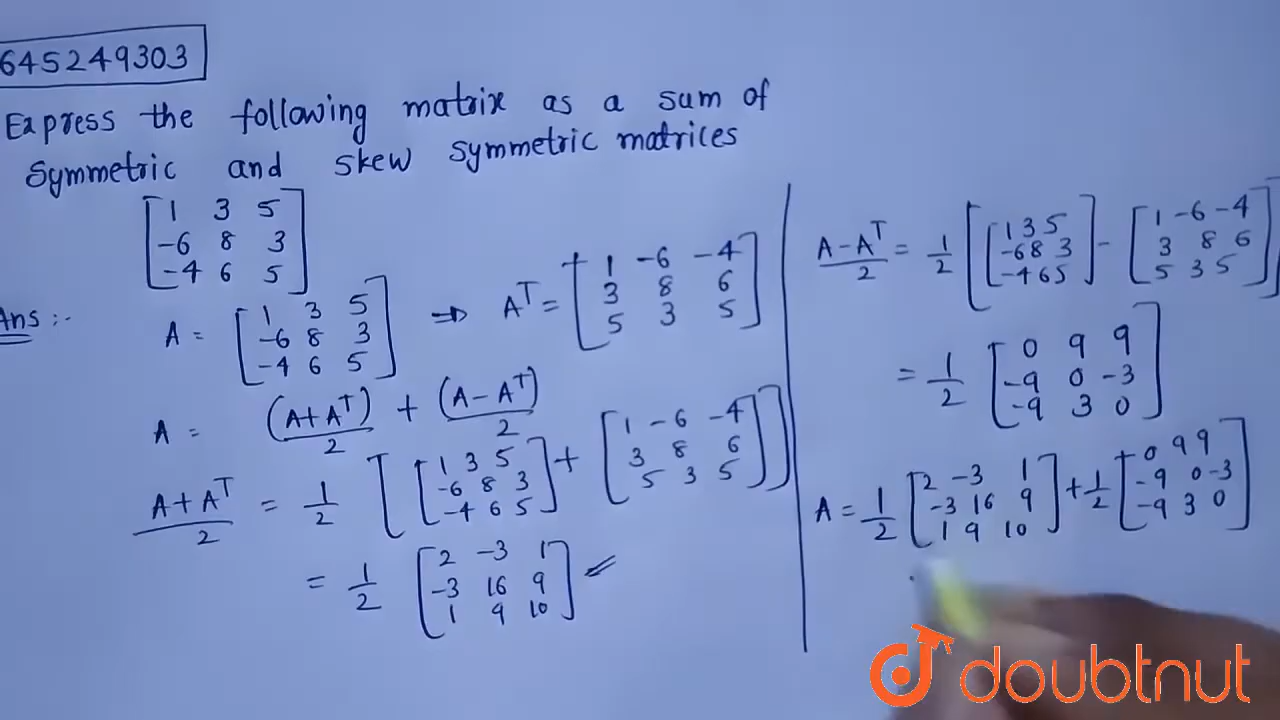 645249303
Express the following matrix as a sum of
Symmetric and skew symmetric matrices
[1 3 5
-6 8 3
-4 6 5]
Ans :-
A = [1 3 5
-6 8 3
-4 6 5] ⇒ A^T = [1 -6 -4
3 8 6
5 3 5]
A = (A+A^T)/2 + (A-A^T)/2
A+A^T/2 = 1/2 [[1 3 5
-6 8 3
-4 6 5] + [1 -6 -4
3 8 6
5 3 5]]
= 1/2 [2 -3 1
-3 16 9
1 9 10]
A-A^T/2 = 1/2 [[1 3 5
-6 8 3
-4 6 5] - [1 -6 -4
3 8 6
5 3 5]]
= 1/2 [0 9 9
-9 0 -3
-9 3 0]
A = 1/2 [2 -3 1
-3 16 9
1 9 10] + 1/2 [0 9 9
-9 0 -3
-9 3 0]
doubtnut